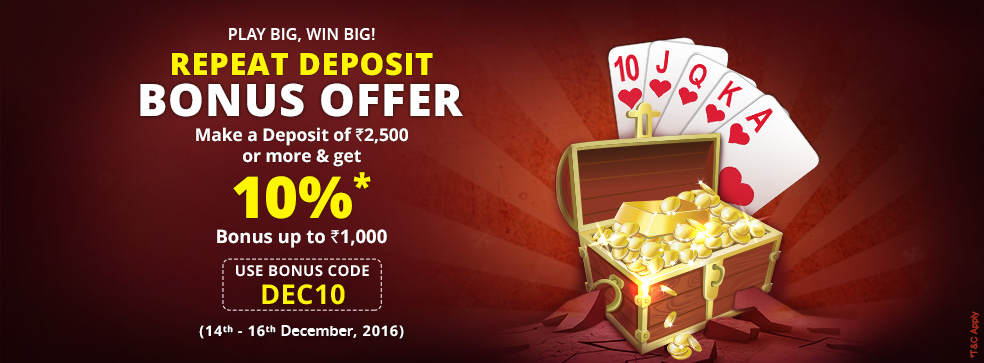 PLAY BIG, WIN BIG!
REPEAT DEPOSIT
BONUS OFFER
Make a Deposit of ₹2,500
or more & get
10%*
Bonus up to ₹1,000
USE BONUS CODE
DEC10
(14th - 16th December, 2016)
10
J
Q
K
A
*T&C Apply